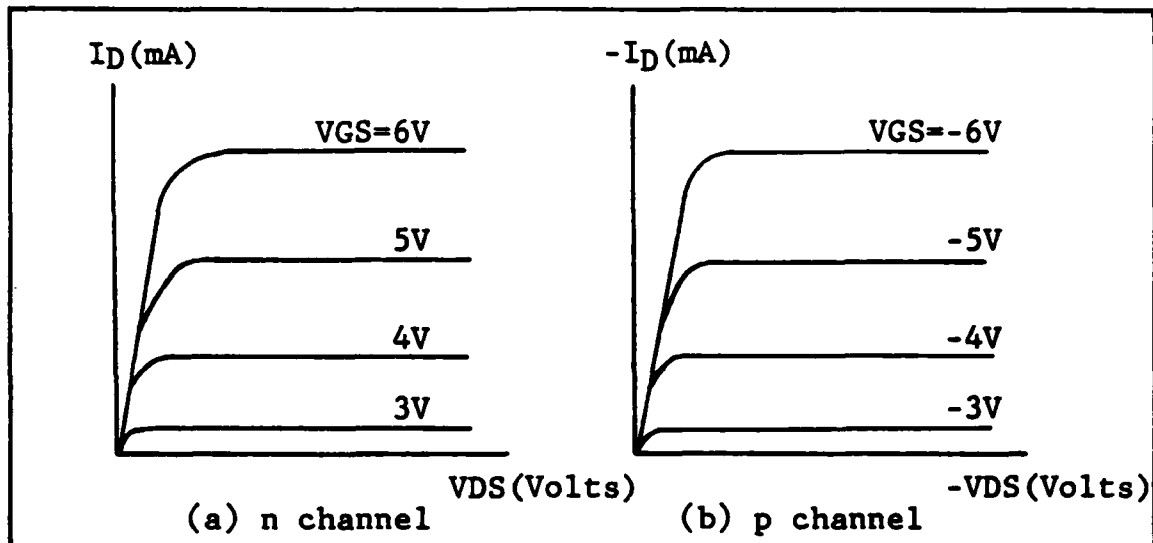 ID(mA)
VGS=6V
5V
4V
3V
VDS(Volts)
(a) n channel
-ID(mA)
VGS=-6V
-5V
-4V
-3V
-VDS(Volts)
(b) p channel